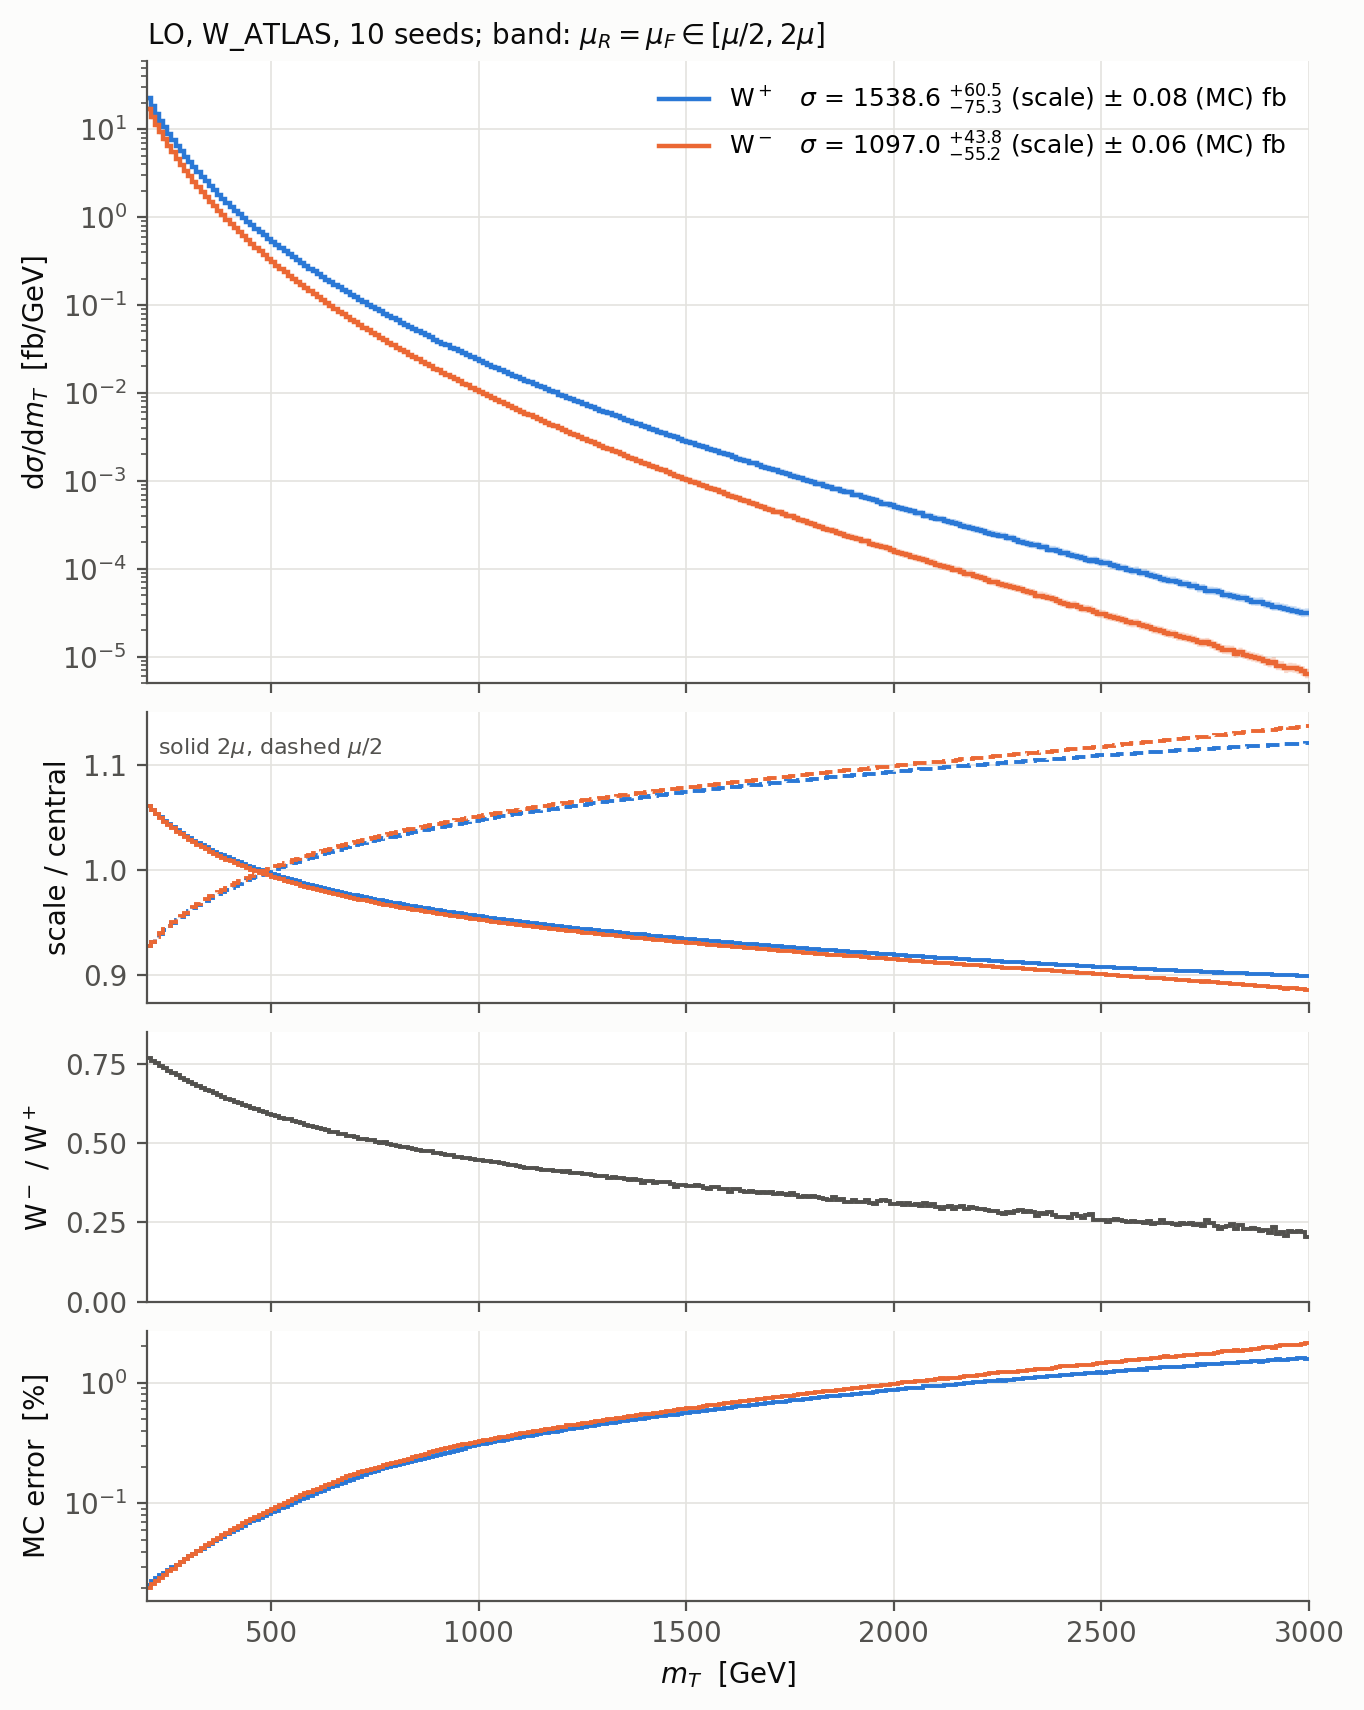 LO, W_ATLAS, 10 seeds; band: μ_R = μ_F ∈ [μ/2, 2μ]
W⁺ σ = 1538.6 +60.5 −75.3 (scale) ± 0.08 (MC) fb
W⁻ σ = 1097.0 +43.8 −55.2 (scale) ± 0.06 (MC) fb
dσ/dm_T [fb/GeV]
10¹
10⁰
10⁻¹
10⁻²
10⁻³
10⁻⁴
10⁻⁵
solid 2μ, dashed μ/2
scale / central
1.1
1.0
0.9
W⁻ / W⁺
0.75
0.50
0.25
0.00
MC error [%]
10⁰
10⁻¹
500 1000 1500 2000 2500 3000
m_T [GeV]